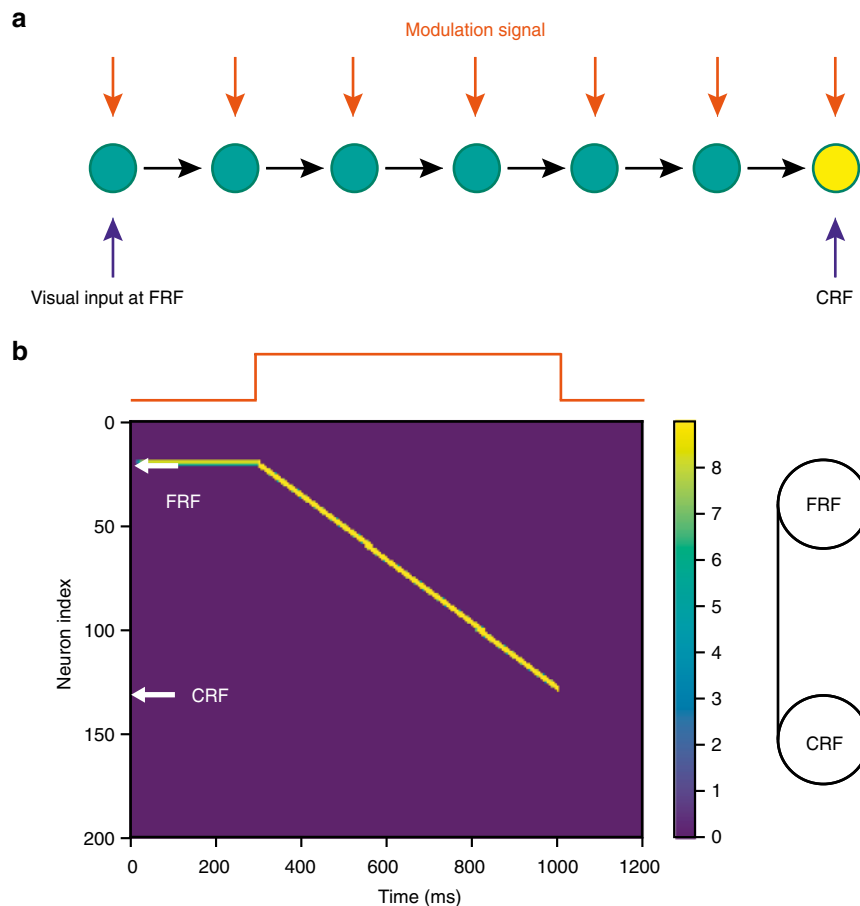 a
Modulation signal
Visual input at FRF
CRF
b
0
50
100
150
200
Neuron index
FRF
CRF
0
200
400
600
800
1000
1200
Time (ms)
8
7
6
5
4
3
2
1
0
FRF
CRF